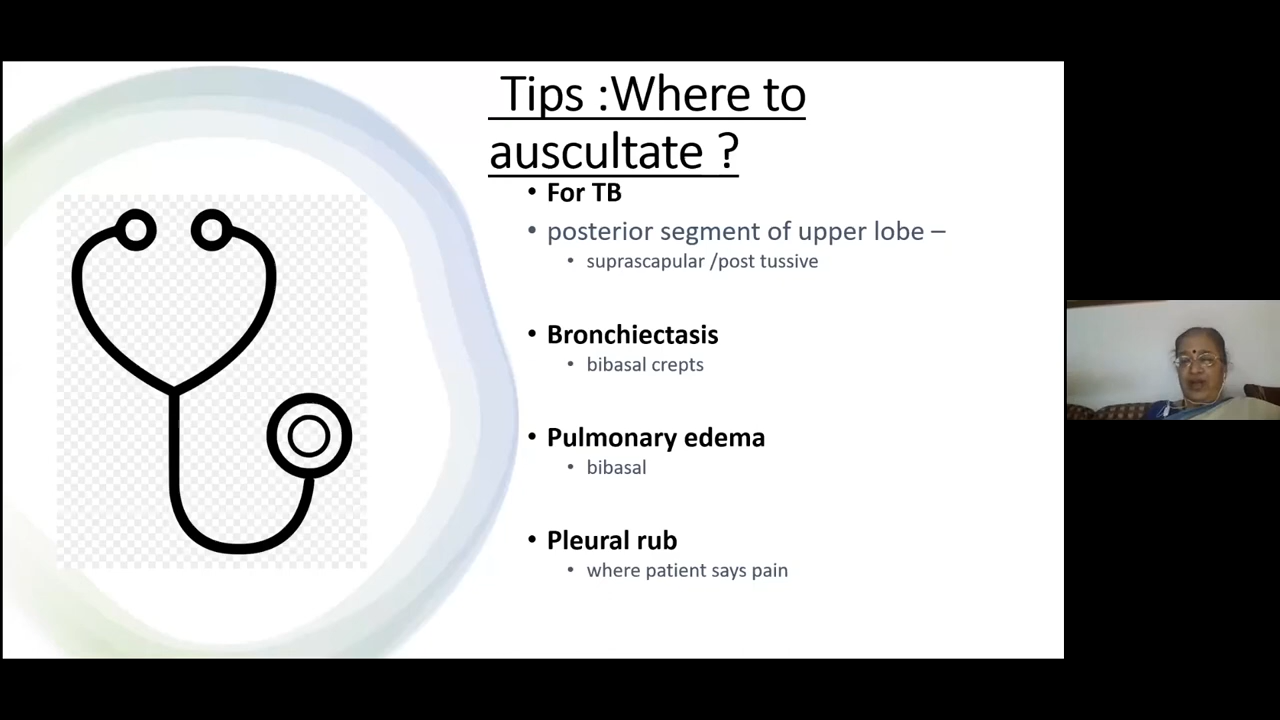 Tips :Where to
auscultate ?
• For TB
• posterior segment of upper lobe –
• suprascapular /post tussive
• Bronchiectasis
• bibasal crepts
• Pulmonary edema
• bibasal
• Pleural rub
• where patient says pain